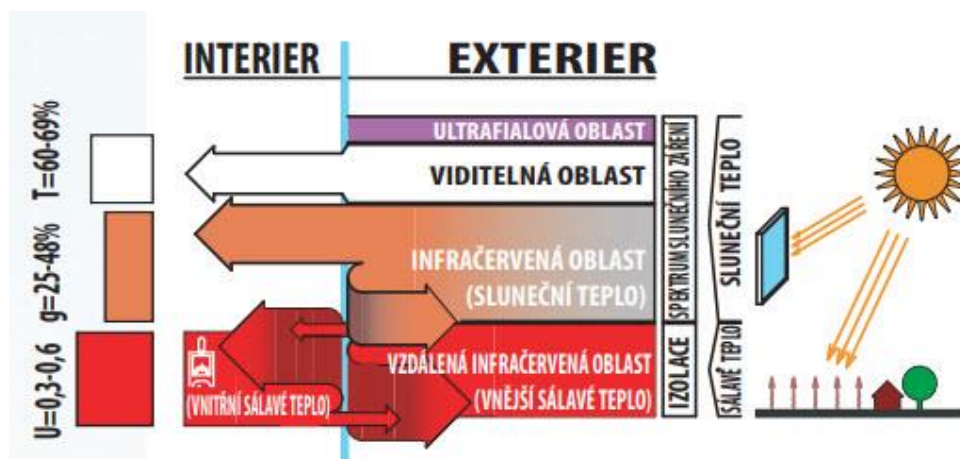 INTERIER
EXTERIER
T=60-69%
g=25-48%
U=0,3-0,6
ULTRAFIALOVÁ OBLAST
VIDITELNÁ OBLAST
INFRAČERVENÁ OBLAST
(SLUNEČNÍ TEPLO)
VZDÁLENÁ INFRAČERVENÁ OBLAST
(VNĚJŠÍ SÁLAVÉ TEPLO)
(VNITŘNÍ SÁLAVÉ TEPLO)
SPEKTRUM SLUNEČNÍHO ZÁŘENÍ
IZOLACE
SLUNEČNÍ TEPLO
SÁLAVÉ TEPLO